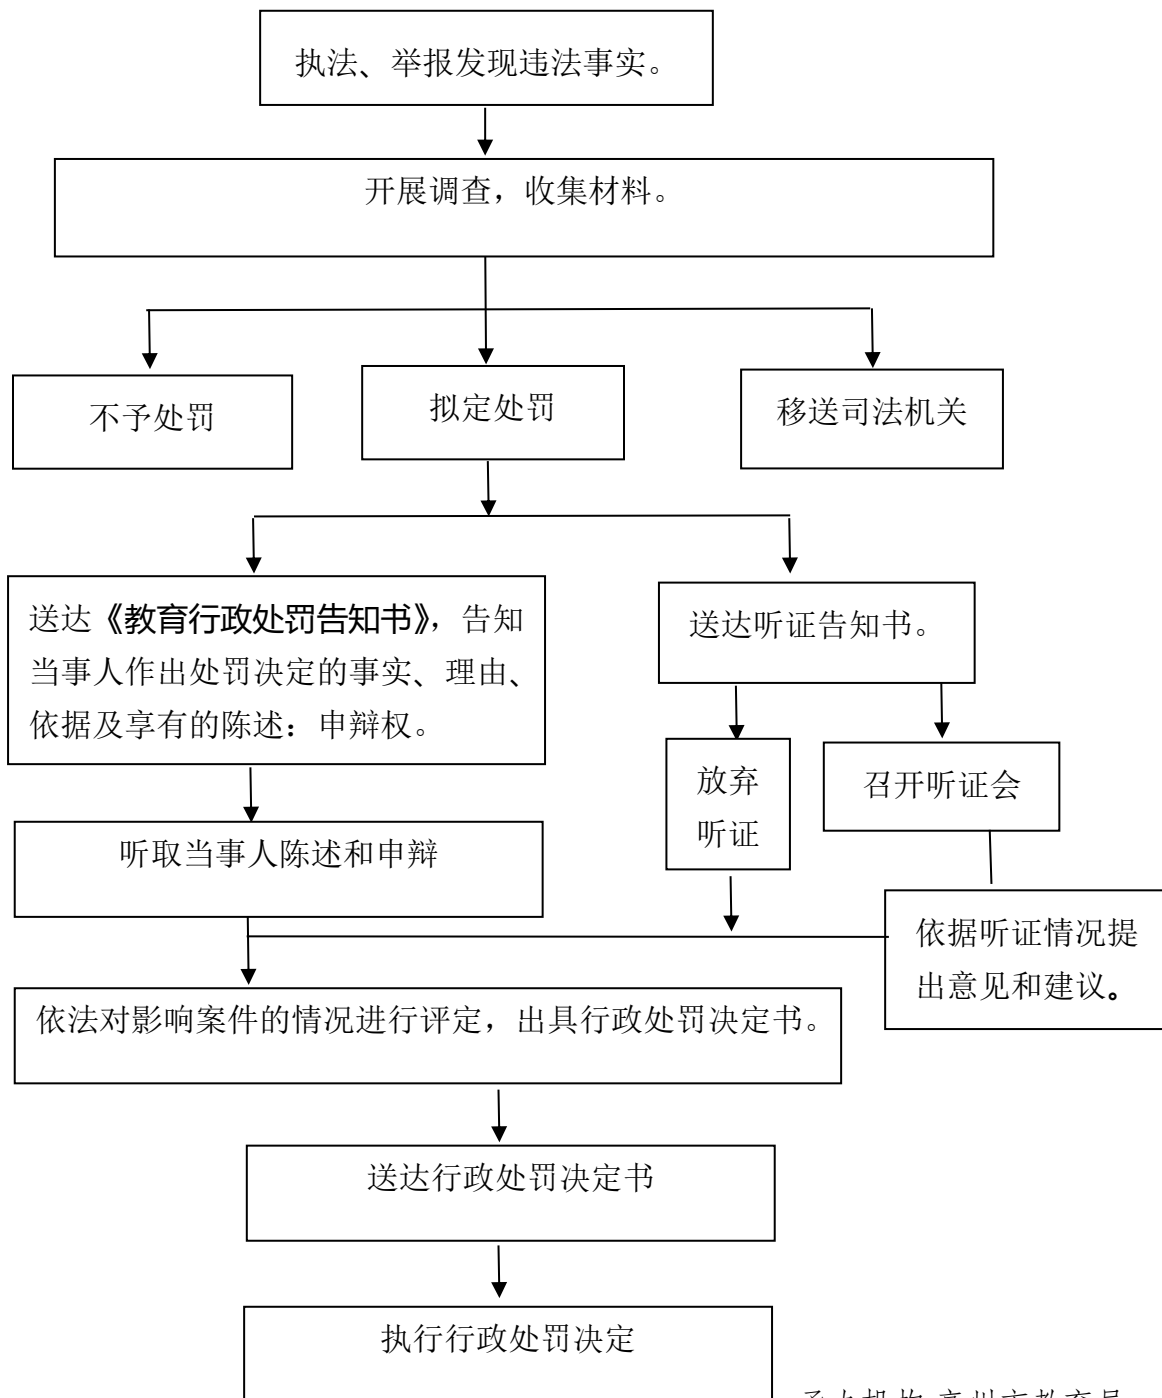 执法、举报发现违法事实。
开展调查，收集材料。
不予处罚
拟定处罚
移送司法机关
送达《教育行政处罚告知书》，告知
当事人作出处罚决定的事实、理由、
依据及享有的陈述：申辩权。
送达听证告知书。
放弃
听证
召开听证会
听取当事人陈述和申辩
依据听证情况提
出意见和建议。
依法对影响案件的情况进行评定，出具行政处罚决定书。
送达行政处罚决定书
执行行政处罚决定